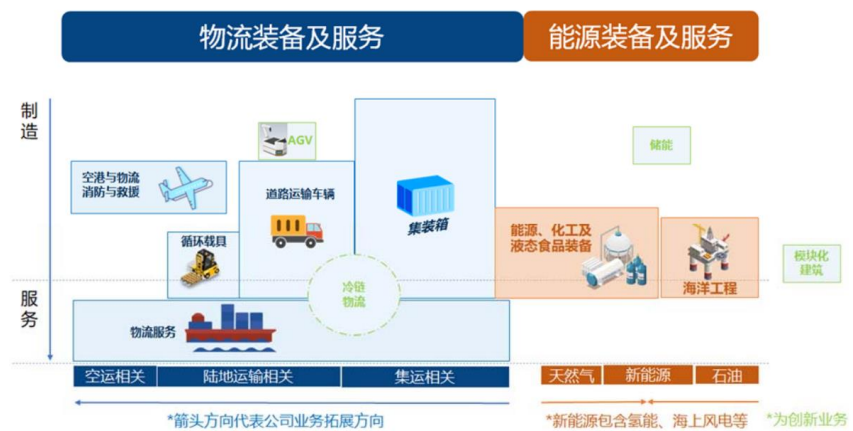 物流装备及服务
能源装备及服务
制造
AGV
储能
空港与物流
消防与救援
道路运输车辆
集装箱
循环载具
能源、化工及
液态食品装备
海洋工程
模块化
建筑
冷链
物流
服务
物流服务
空运相关
陆地运输相关
集运相关
天然气
新能源
石油
*箭头方向代表公司业务拓展方向
*新能源包含氢能、海上风电等
*为创新业务